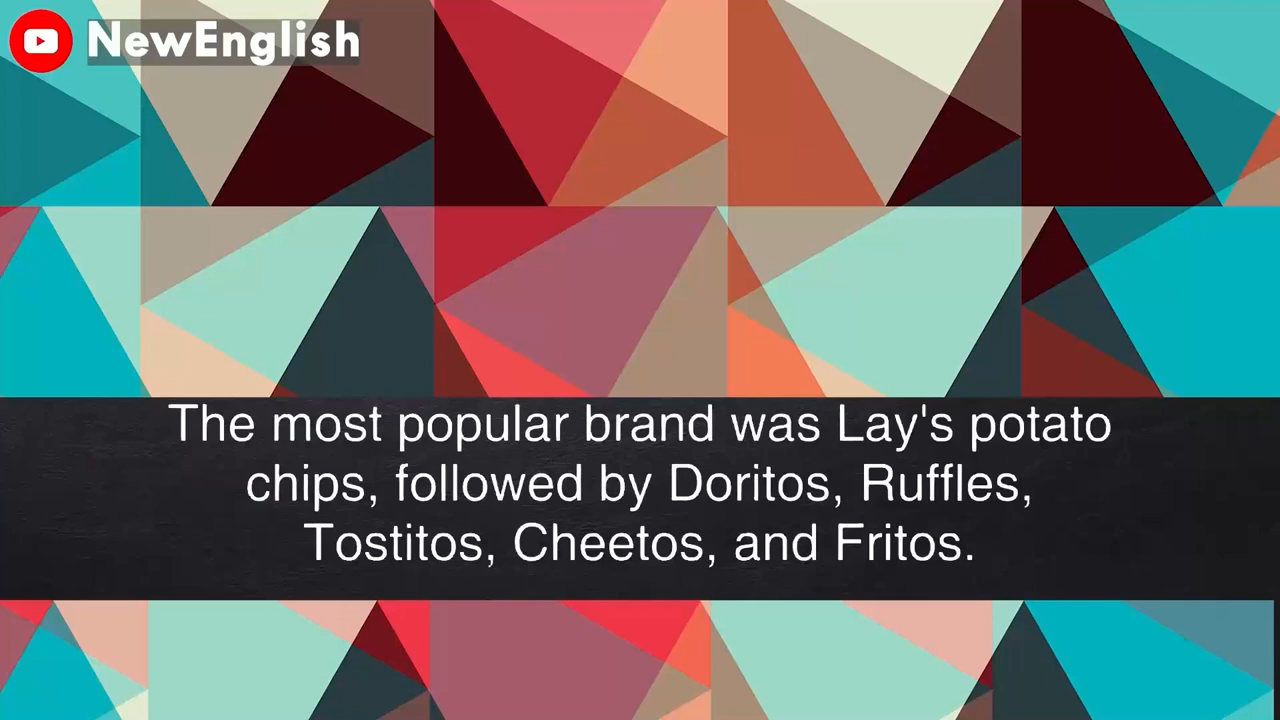 NewEnglish
The most popular brand was Lay's potato
chips, followed by Doritos, Ruffles,
Tostitos, Cheetos, and Fritos.